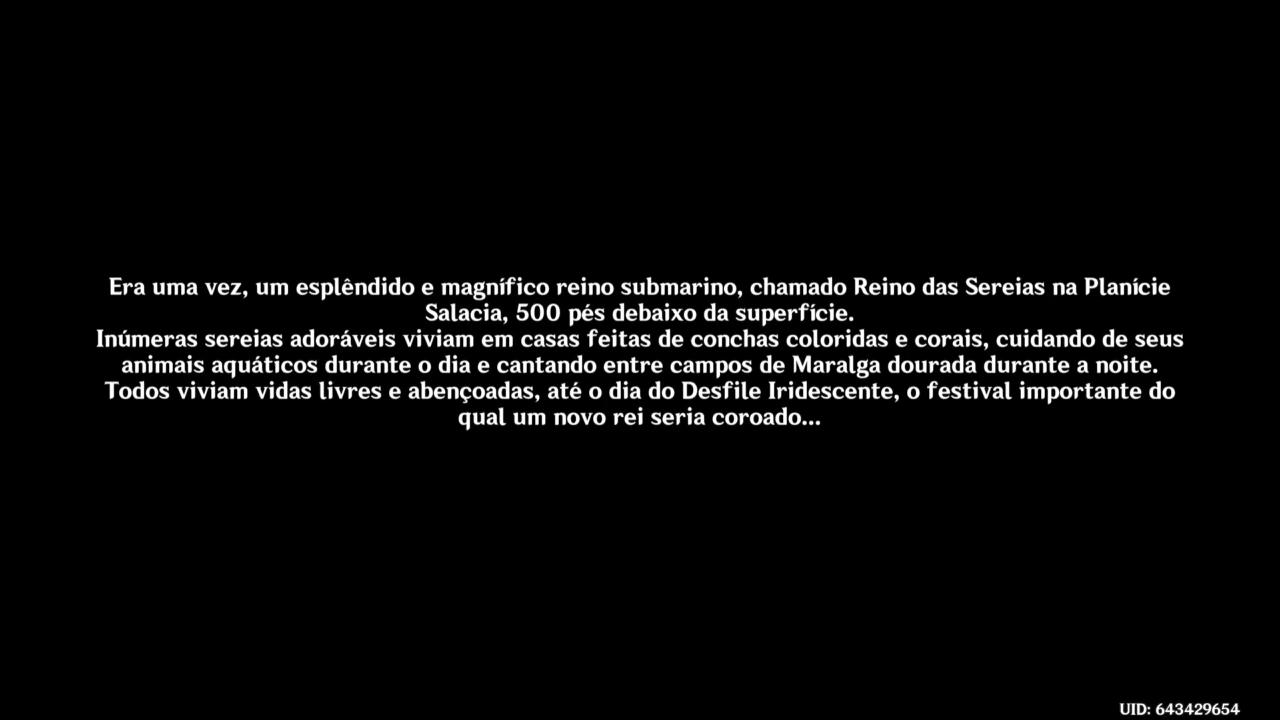 Era uma vez, um esplêndido e magnífico reino submarino, chamado Reino das Sereias na Planície
Salacia, 500 pés debaixo da superfície.
Inúmeras sereias adoráveis viviam em casas feitas de conchas coloridas e corais, cuidando de seus
animais aquáticos durante o dia e cantando entre campos de Maralga dourada durante a noite.
Todos viviam vidas livres e abençoadas, até o dia do Desfile Iridescente, o festival importante do
qual um novo rei seria coroado...
UID: 643429654